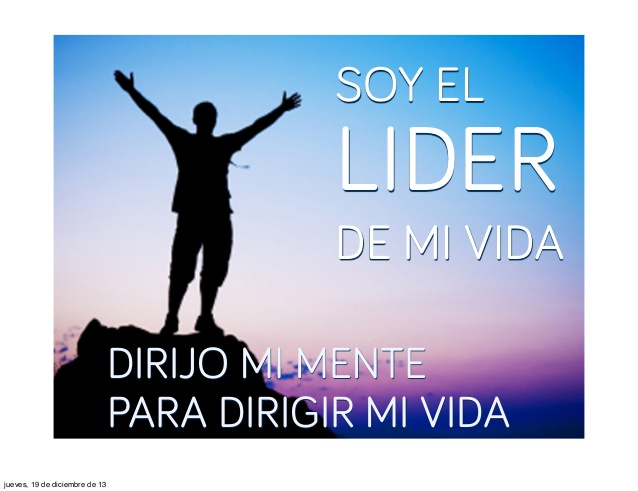 SOY EL
LIDER
DE MI VIDA
DIRIJO MI MENTE
PARA DIRIGIR MI VIDA
jueves, 19 de diciembre de 13